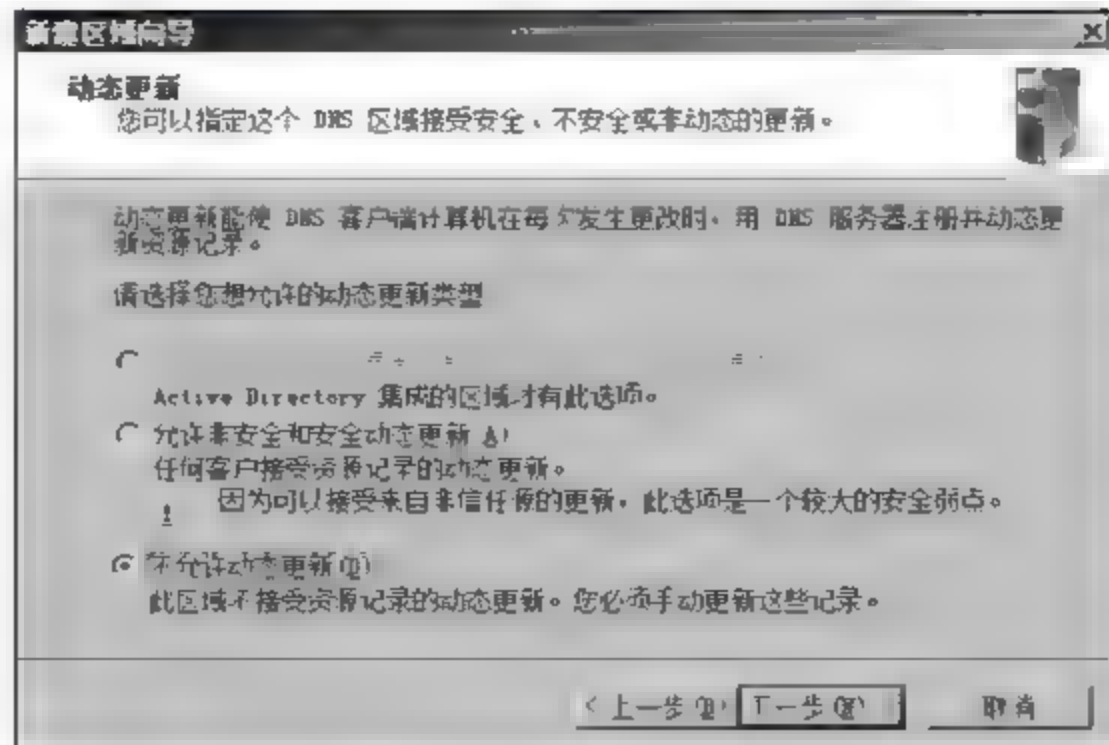 新建区域向导
动态更新
您可以指定这个 DNS 区域接受安全、不安全或非动态的更新。
动态更新能使 DNS 客户端计算机在每次发生更改时，用 DNS 服务器注册并动态更
新资源记录。
请选择您想允许的动态更新类型
Active Directory 集成的区域才有此选项。
允许非安全和安全动态更新(A)
任何客户接受资源记录的动态更新。
因为可以接受来自非信任源的更新，此选项是一个较大的安全弱点。
不允许动态更新(D)
此区域不接受资源记录的动态更新。您必须手动更新这些记录。
< 上一步(B) 下一步(N) > 取消